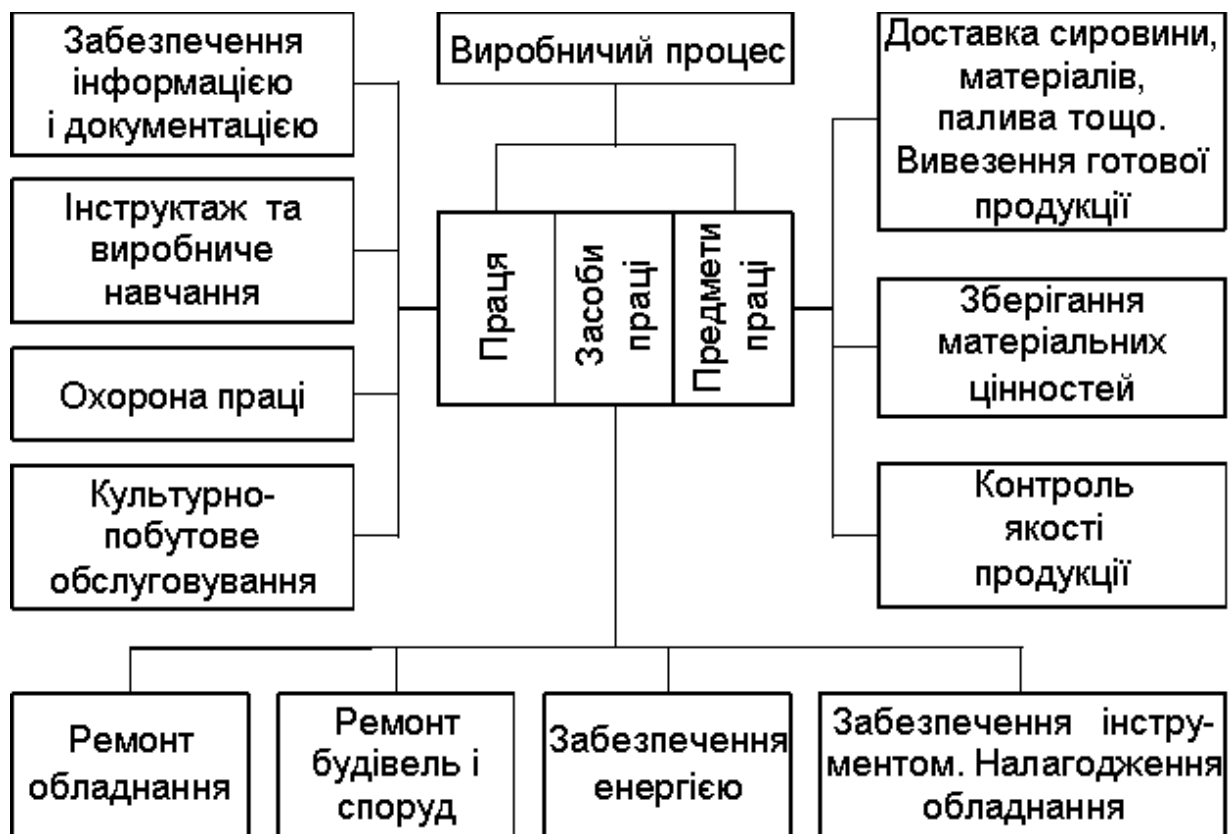 Забезпечення
інформацією
і документацією
Виробничий процес
Доставка сировини,
матеріалів,
палива тощо.
Вивезення готової
продукції
Інструктаж та
виробниче
навчання
Праця
Засоби
праці
Предмети
праці
Зберігання
матеріальних
цінностей
Охорона праці
Культурно-
побутове
обслуговування
Контроль
якості
продукції
Ремонт
обладнання
Ремонт
будівель і
споруд
Забезпечення
енергією
Забезпечення інстру-
ментом. Налагодження
обладнання